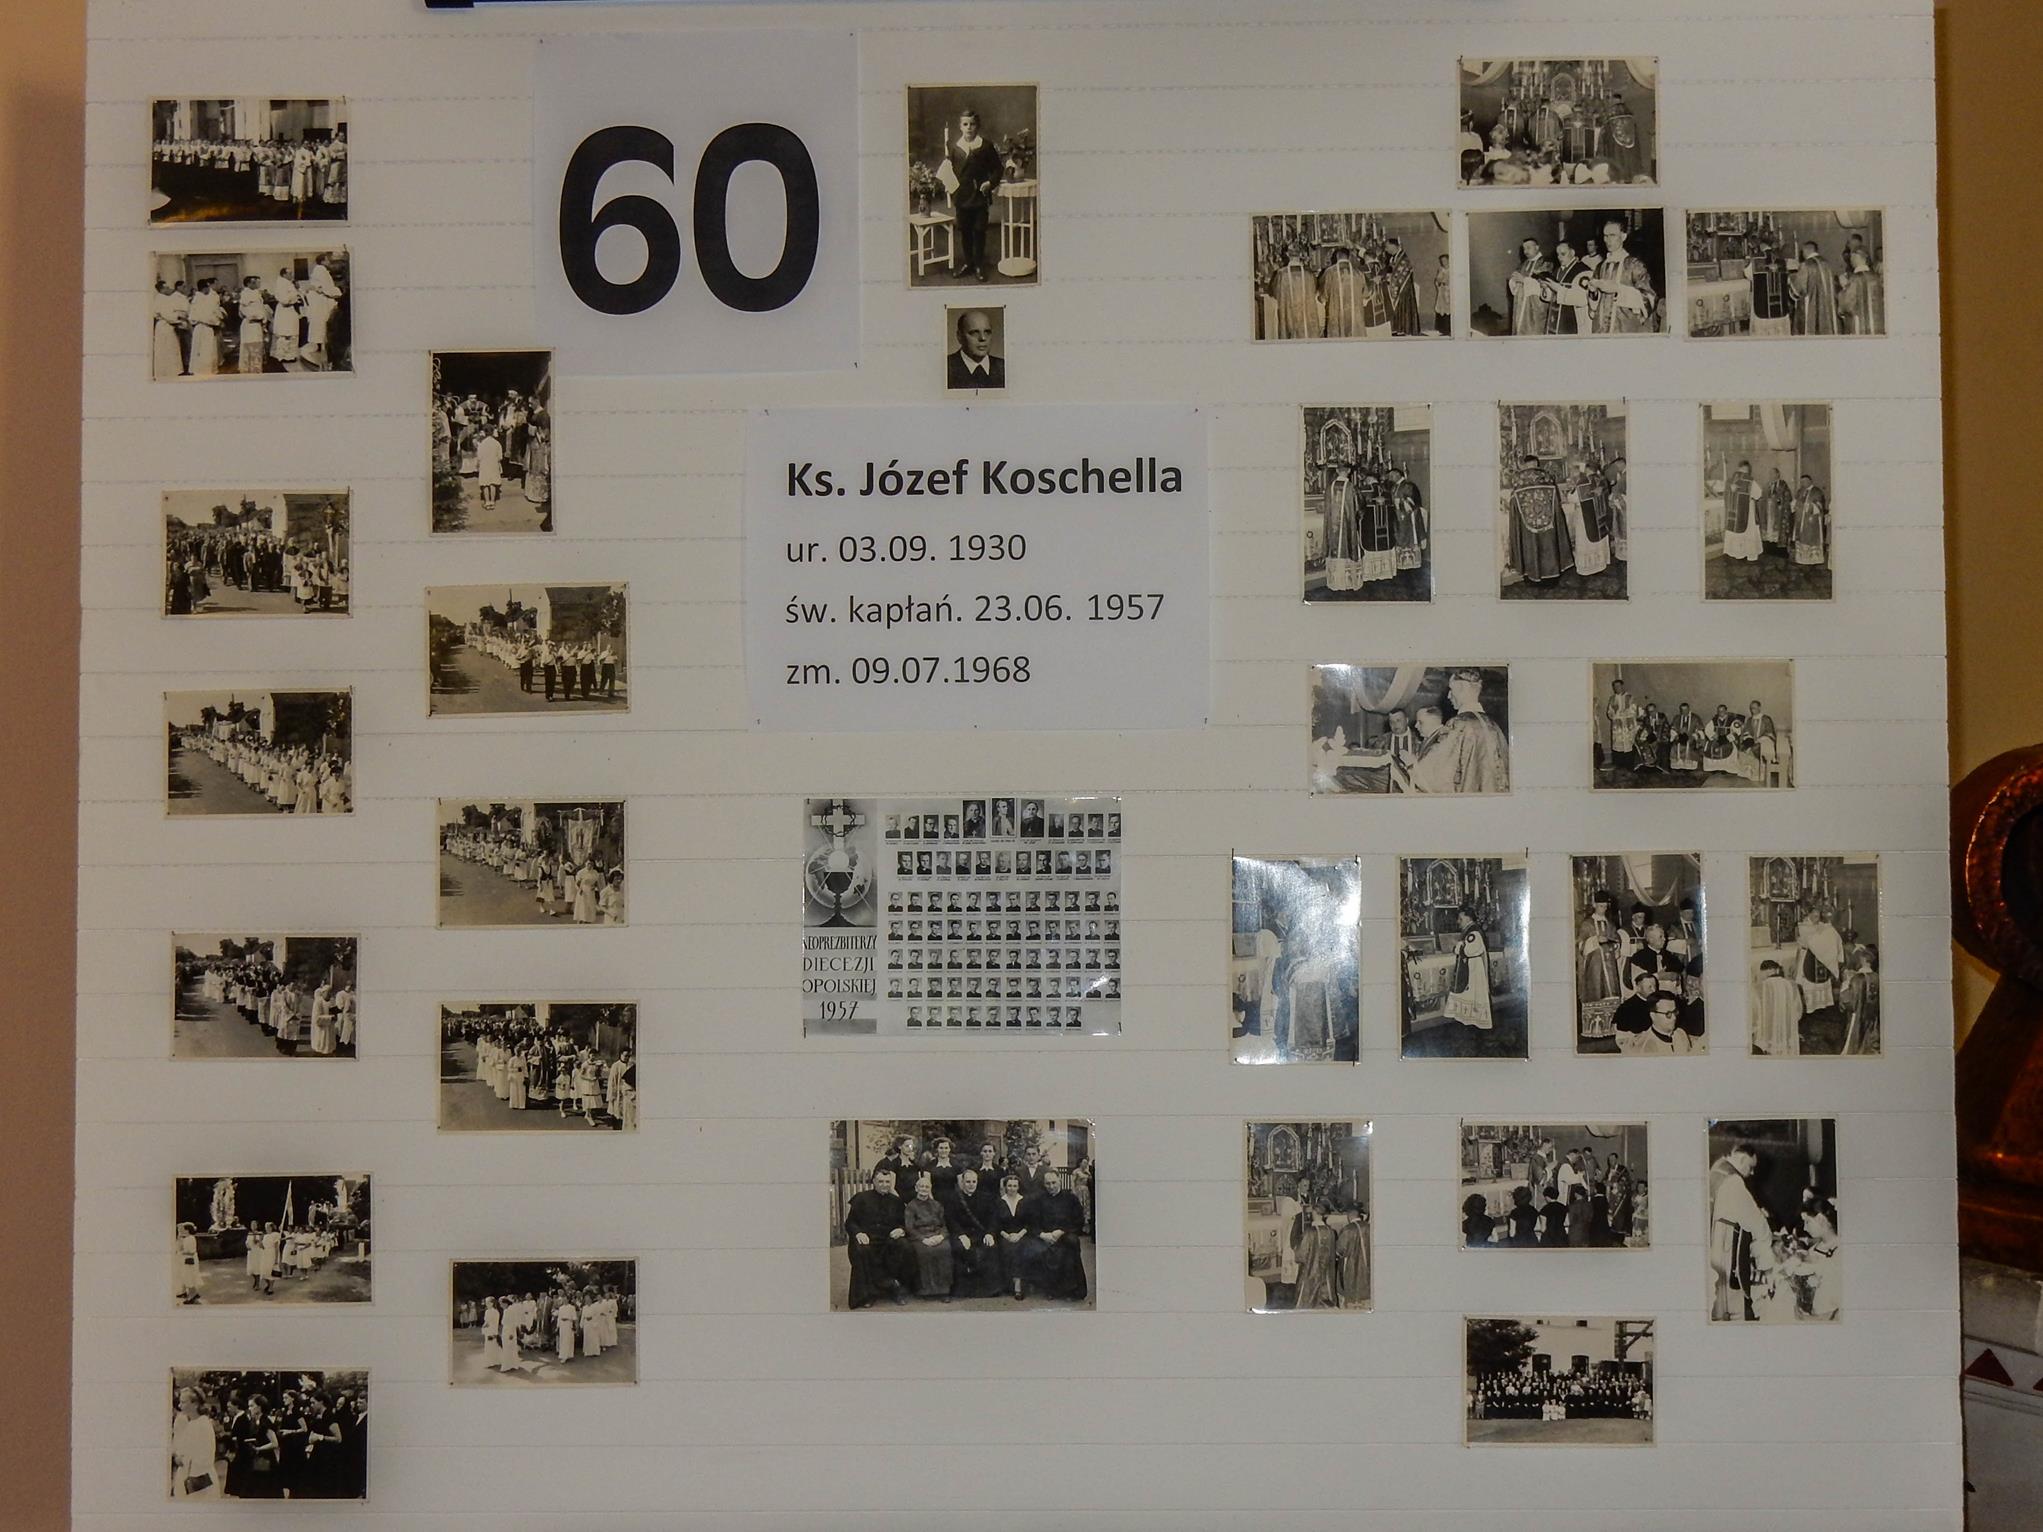 60
Ks. Józef Koschella
ur. 03.09. 1930
św. kapłań. 23.06. 1957
zm. 09.07.1968
NEOPREZBITERZY
DIECEZJI
OPOLSKIEJ
1957